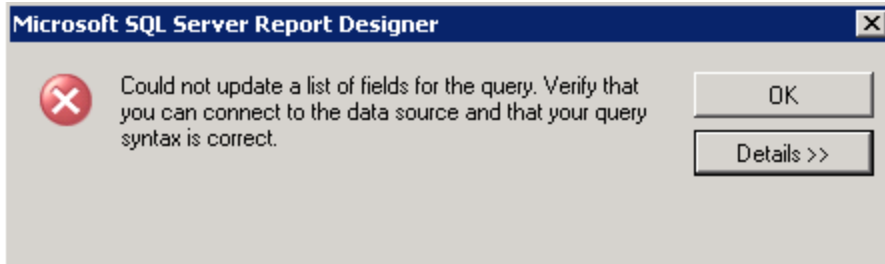 Microsoft SQL Server Report Designer
Could not update a list of fields for the query. Verify that
you can connect to the data source and that your query
syntax is correct.
OK
Details >>